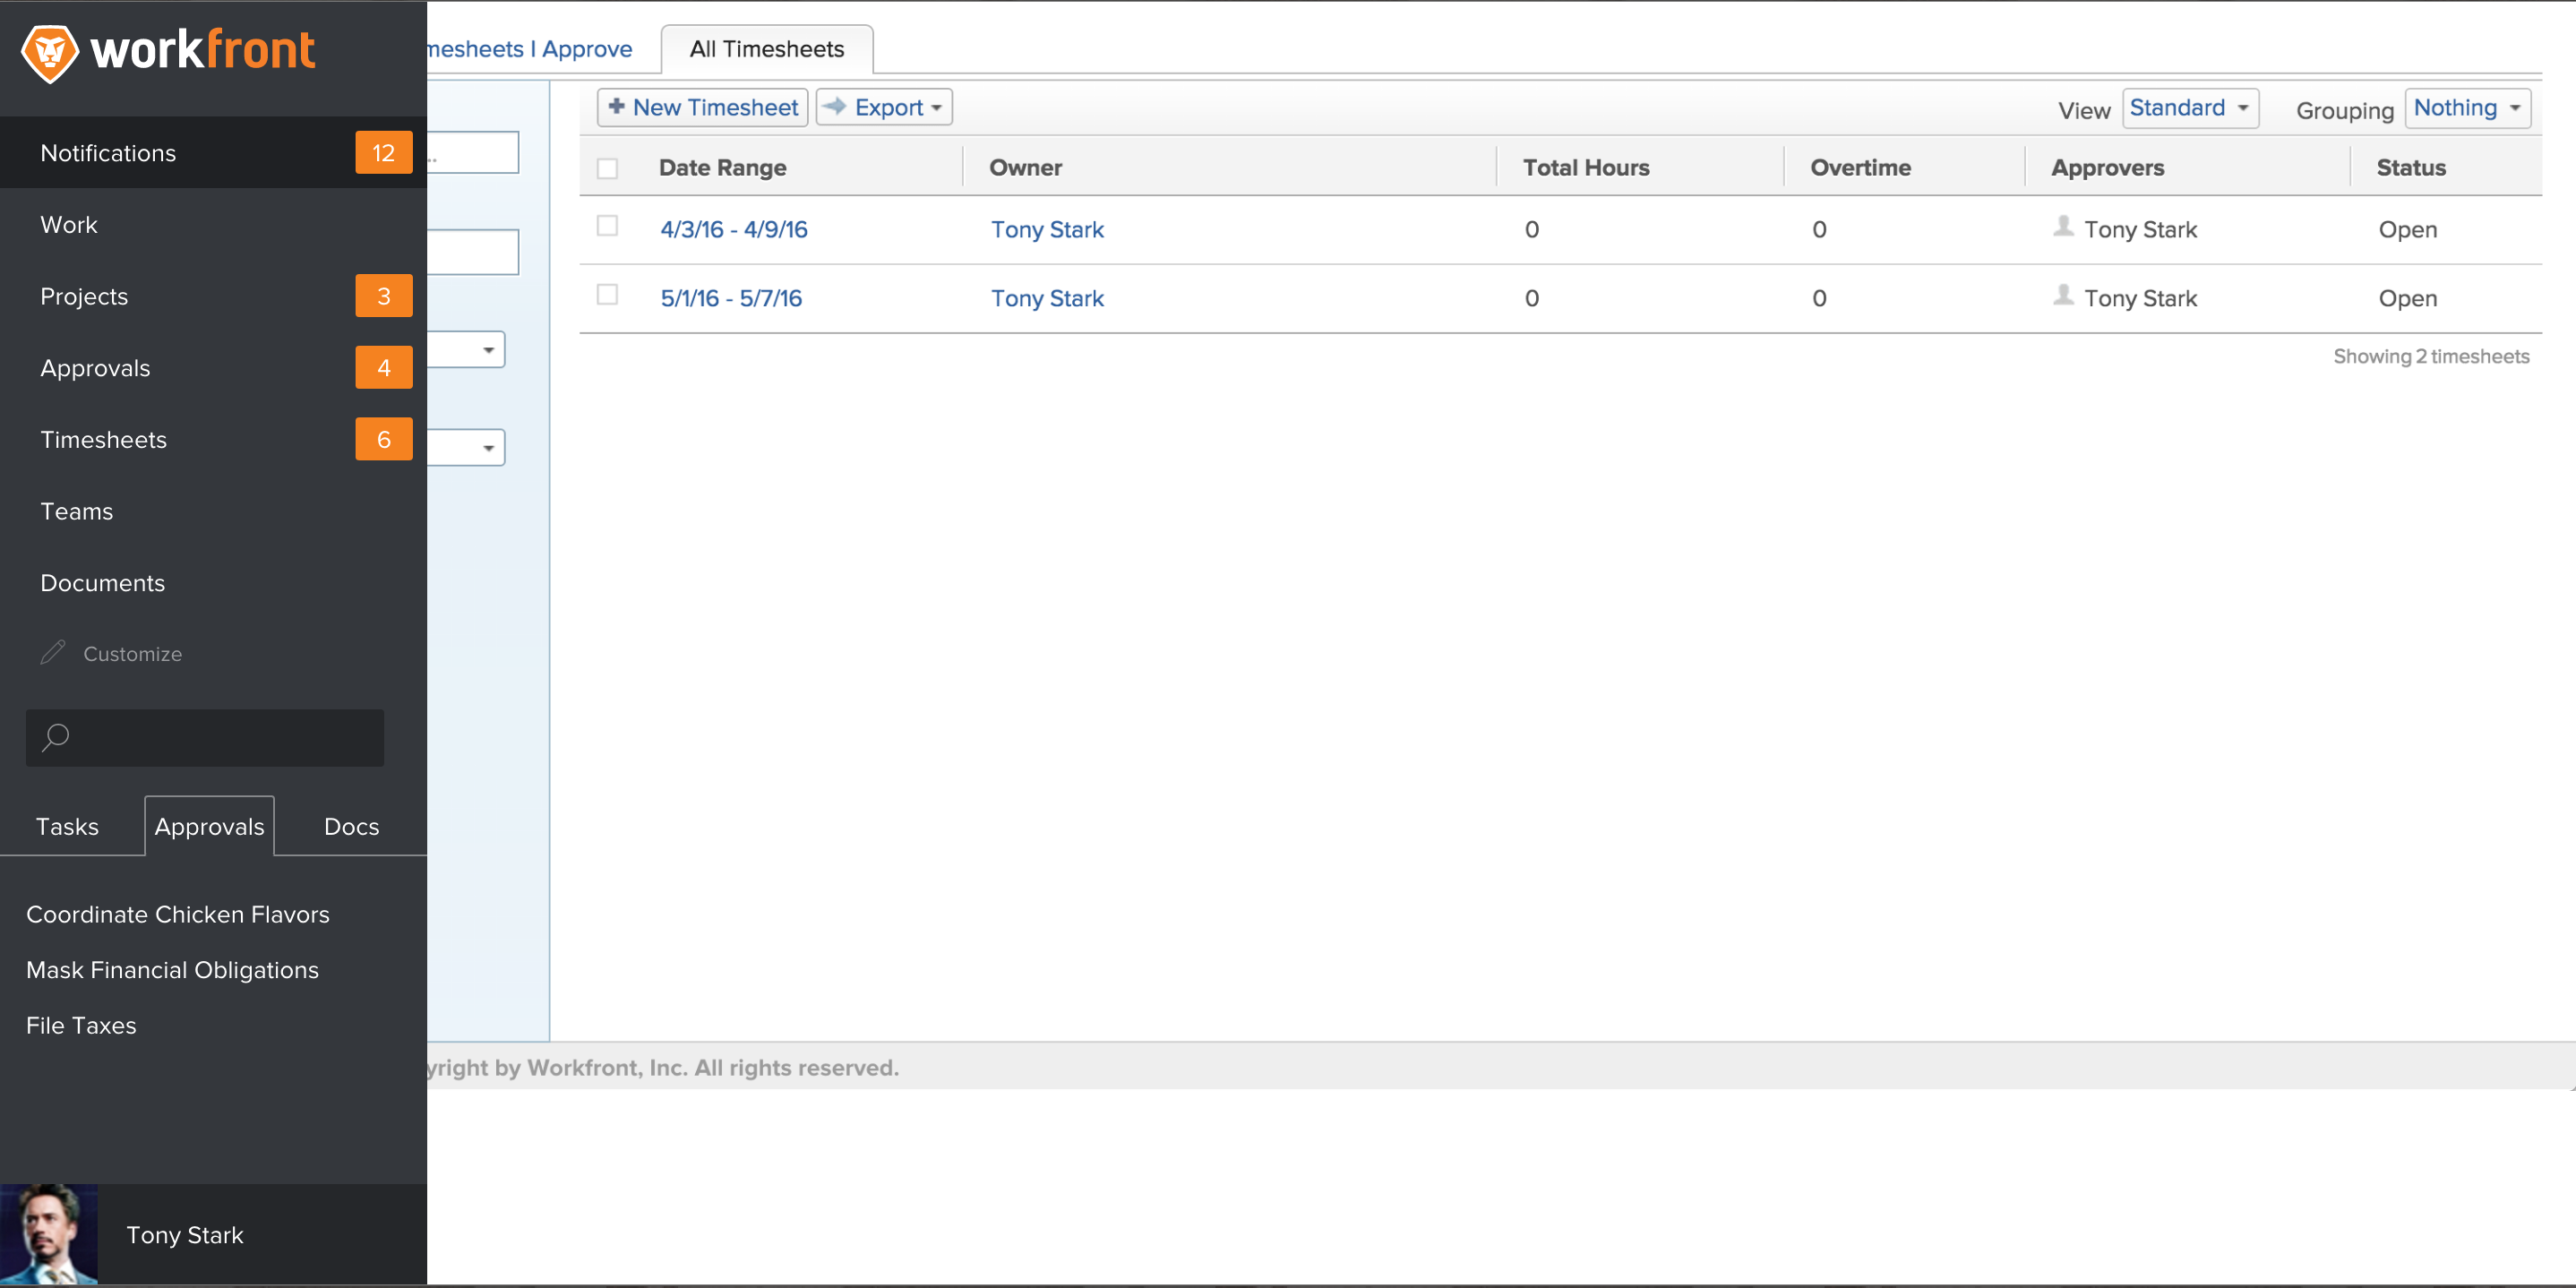 workfront
Notifications 12
Work
Projects 3
Approvals 4
Timesheets 6
Teams
Documents
Customize
Tasks Approvals Docs
Coordinate Chicken Flavors
Mask Financial Obligations
File Taxes
Tony Stark
mesheets I Approve All Timesheets
New Timesheet Export View Standard Grouping Nothing
Date Range Owner Total Hours Overtime Approvers Status
4/3/16 - 4/9/16 Tony Stark 0 0 Tony Stark Open
5/1/16 - 5/7/16 Tony Stark 0 0 Tony Stark Open
Showing 2 timesheets
yright by Workfront, Inc. All rights reserved.